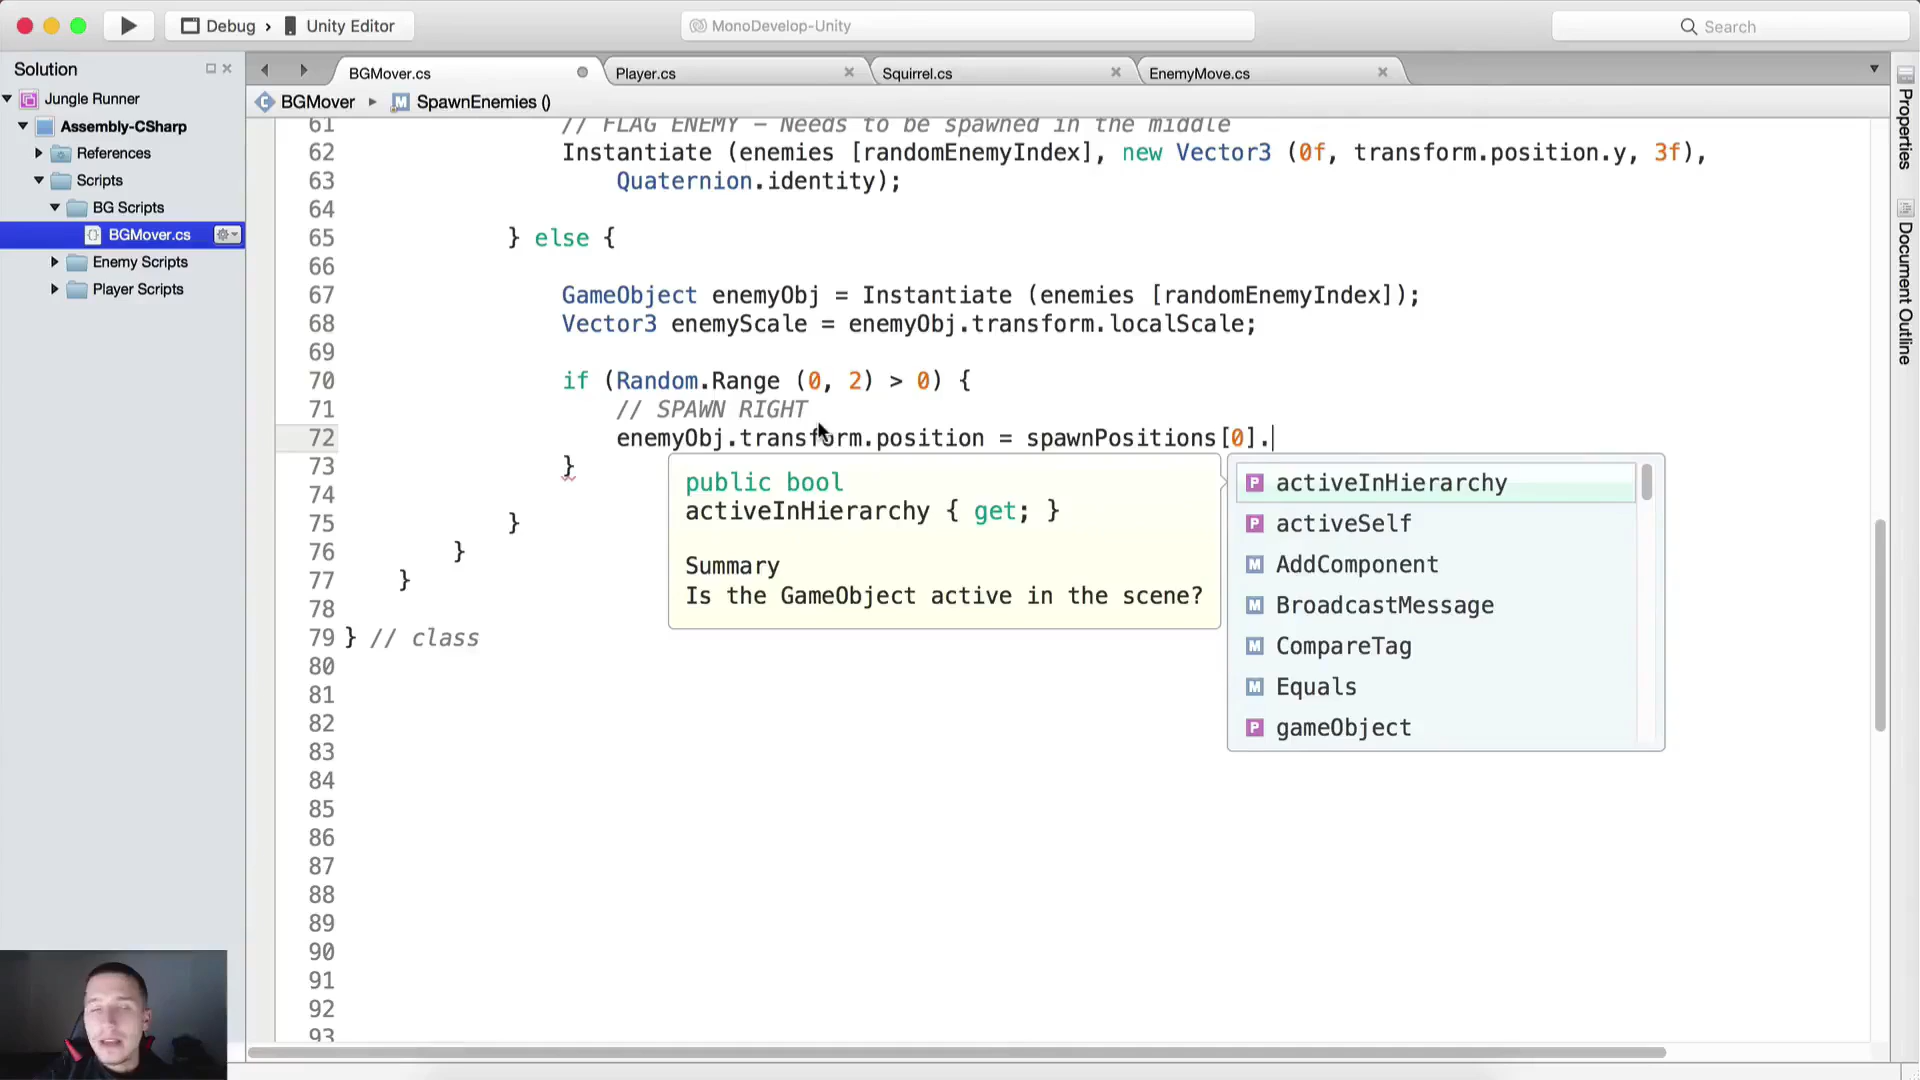 Debug > Unity Editor
MonoDevelop-Unity
Search
Solution
BGMover.cs
Player.cs
Squirrel.cs
EnemyMove.cs
Jungle Runner
Assembly-CSharp
References
Scripts
BG Scripts
BGMover.cs
Enemy Scripts
Player Scripts
BGMover
SpawnEnemies ()
61 // FLAG ENEMY - Needs to be spawned in the middle
62 Instantiate (enemies [randomEnemyIndex], new Vector3 (0f, transform.position.y, 3f),
63 Quaternion.identity);
64
65 } else {
66
67 GameObject enemyObj = Instantiate (enemies [randomEnemyIndex]);
68 Vector3 enemyScale = enemyObj.transform.localScale;
69
70 if (Random.Range (0, 2) > 0) {
71 // SPAWN RIGHT
72 enemyObj.transform.position = spawnPositions[0].
73 }
74
75 }
76 }
77 }
78
79 } // class
80
81
82
83
84
85
86
87
88
89
90
91
92
93
public bool
activeInHierarchy { get; }
Summary
Is the GameObject active in the scene?
P activeInHierarchy
P activeSelf
M AddComponent
M BroadcastMessage
M CompareTag
M Equals
P gameObject
Properties
Document Outline